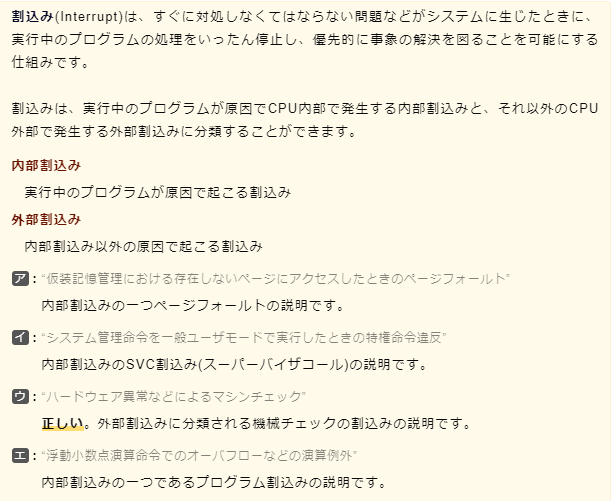 割込み(Interrupt)は、すぐに対処しなくてはならない問題などがシステムに生じたときに、
実行中のプログラムの処理をいったん停止し、優先的に事象の解決を図ることを可能にする
仕組みです。
割込みは、実行中のプログラムが原因でCPU内部で発生する内部割込みと、それ以外のCPU
外部で発生する外部割込みに分類することができます。
内部割込み
実行中のプログラムが原因で起こる割込み
外部割込み
内部割込み以外の原因で起こる割込み
ア:“仮装記憶管理における存在しないページにアクセスしたときのページフォールト”
内部割込みの一つページフォールトの説明です。
イ:“システム管理命令を一般ユーザモードで実行したときの特権命令違反”
内部割込みのSVC割込み(スーパーバイザコール)の説明です。
ウ:“ハードウェア異常などによるマシンチェック”
正しい。外部割込みに分類される機械チェックの割込みの説明です。
エ:“浮動小数点演算命令でのオーバフローなどの演算例外”
内部割込みの一つであるプログラム割込みの説明です。